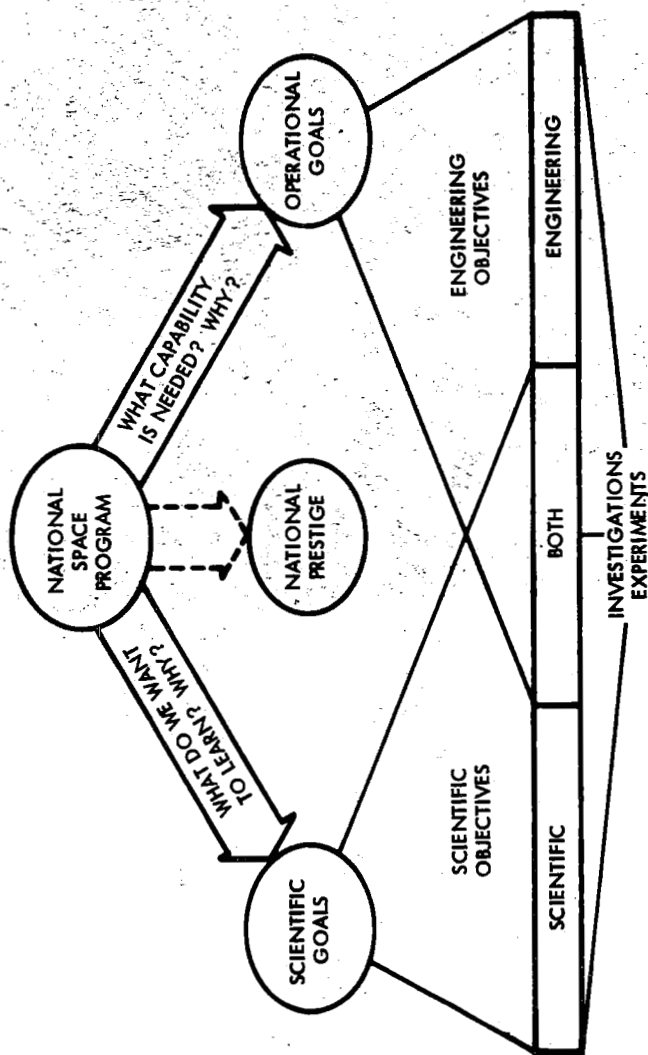 NATIONAL
SPACE
PROGRAM
WHAT DO WE WANT
TO LEARN? WHY?
WHAT CAPABILITY
IS NEEDED? WHY?
NATIONAL
PRESTIGE
SCIENTIFIC
GOALS
OPERATIONAL
GOALS
SCIENTIFIC
OBJECTIVES
ENGINEERING
OBJECTIVES
SCIENTIFIC
BOTH
ENGINEERING
INVESTIGATIONS
EXPERIMENTS